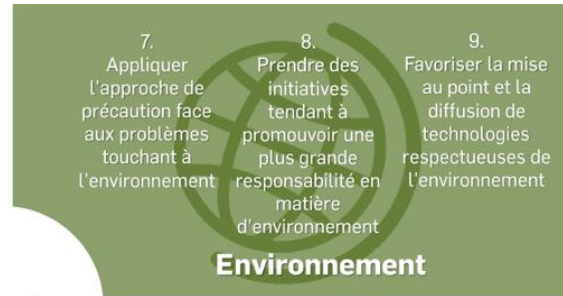 7.
Appliquer
l'approche de
précaution face
aux problèmes
touchant à
l'environnement
8.
Prendre des
initiatives
tendant à
promouvoir une
plus grande
responsabilité en
matière
d'environnement
9.
Favoriser la mise
au point et la
diffusion de
technologies
respectueuses de
l'environnement
Environnement